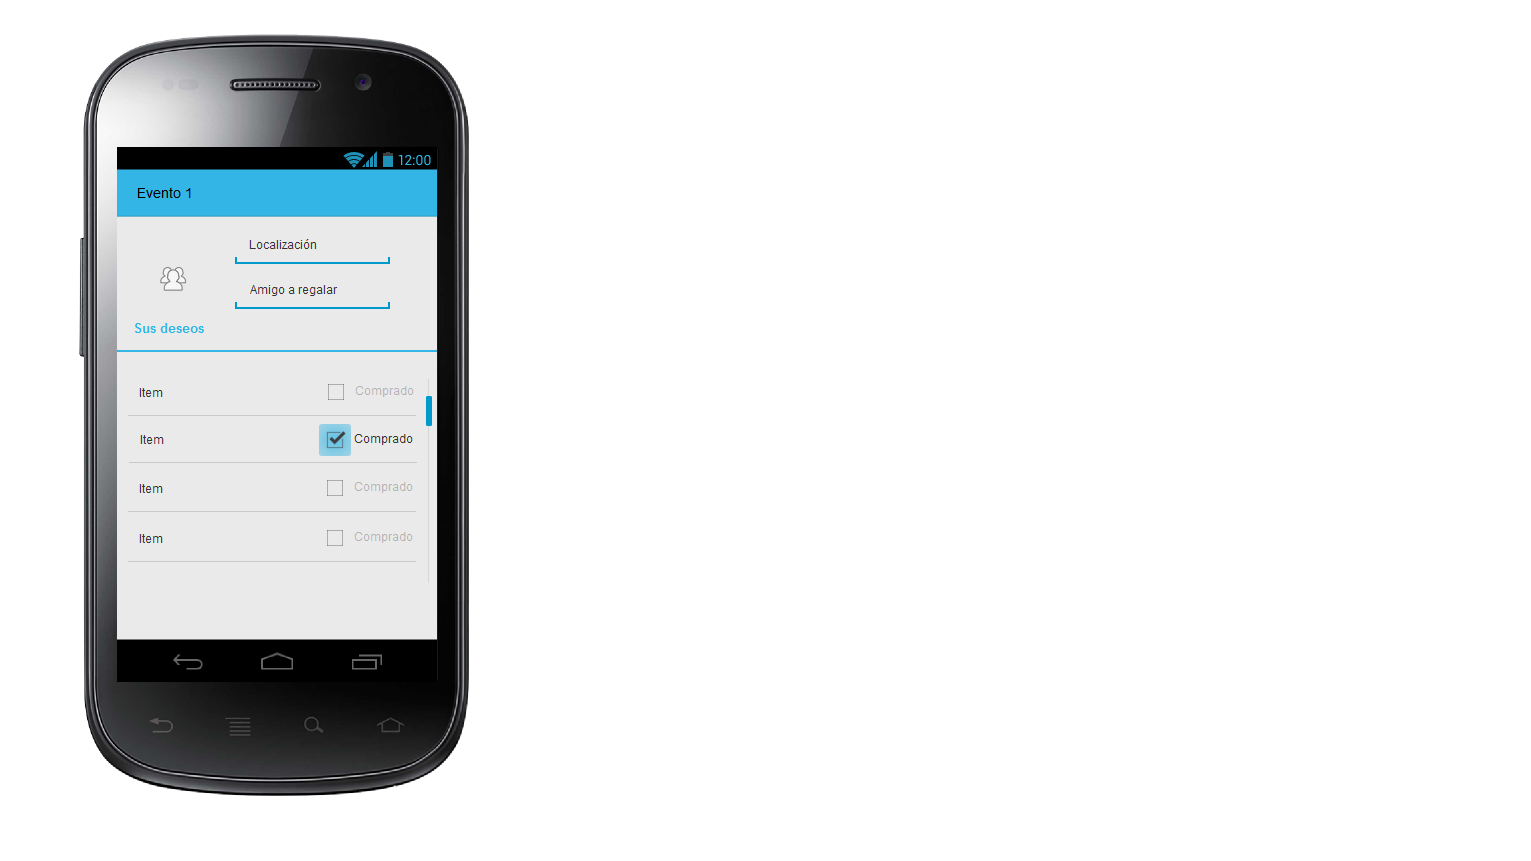 12:00
Evento 1
Localización
Amigo a regalar
Sus deseos
Item Comprado
Item Comprado
Item Comprado
Item Comprado